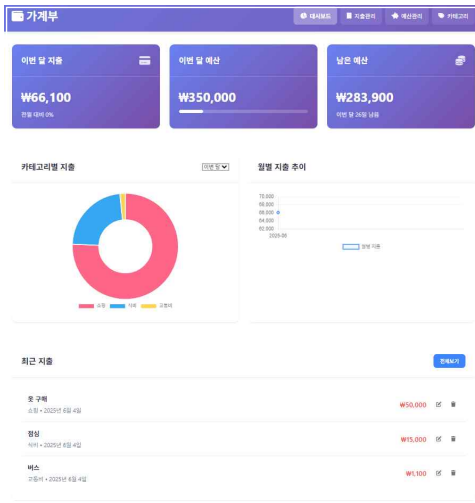 가계부
대시보드
지출관리
예산관리
카테고리
이번 달 지출
₩66,100
전월 대비 0%
이번 달 예산
₩350,000
남은 예산
₩283,900
이번 달 26일 남음
카테고리별 지출
이번 달
쇼핑 식비 교통비
월별 지출 추이
70,000
68,000
66,000
64,000
62,000
2025-06
월별 지출
최근 지출
전체보기
옷 구매
쇼핑 • 2025년 6월 4일
₩50,000
점심
식비 • 2025년 6월 4일
₩15,000
버스
교통비 • 2025년 6월 4일
₩1,100